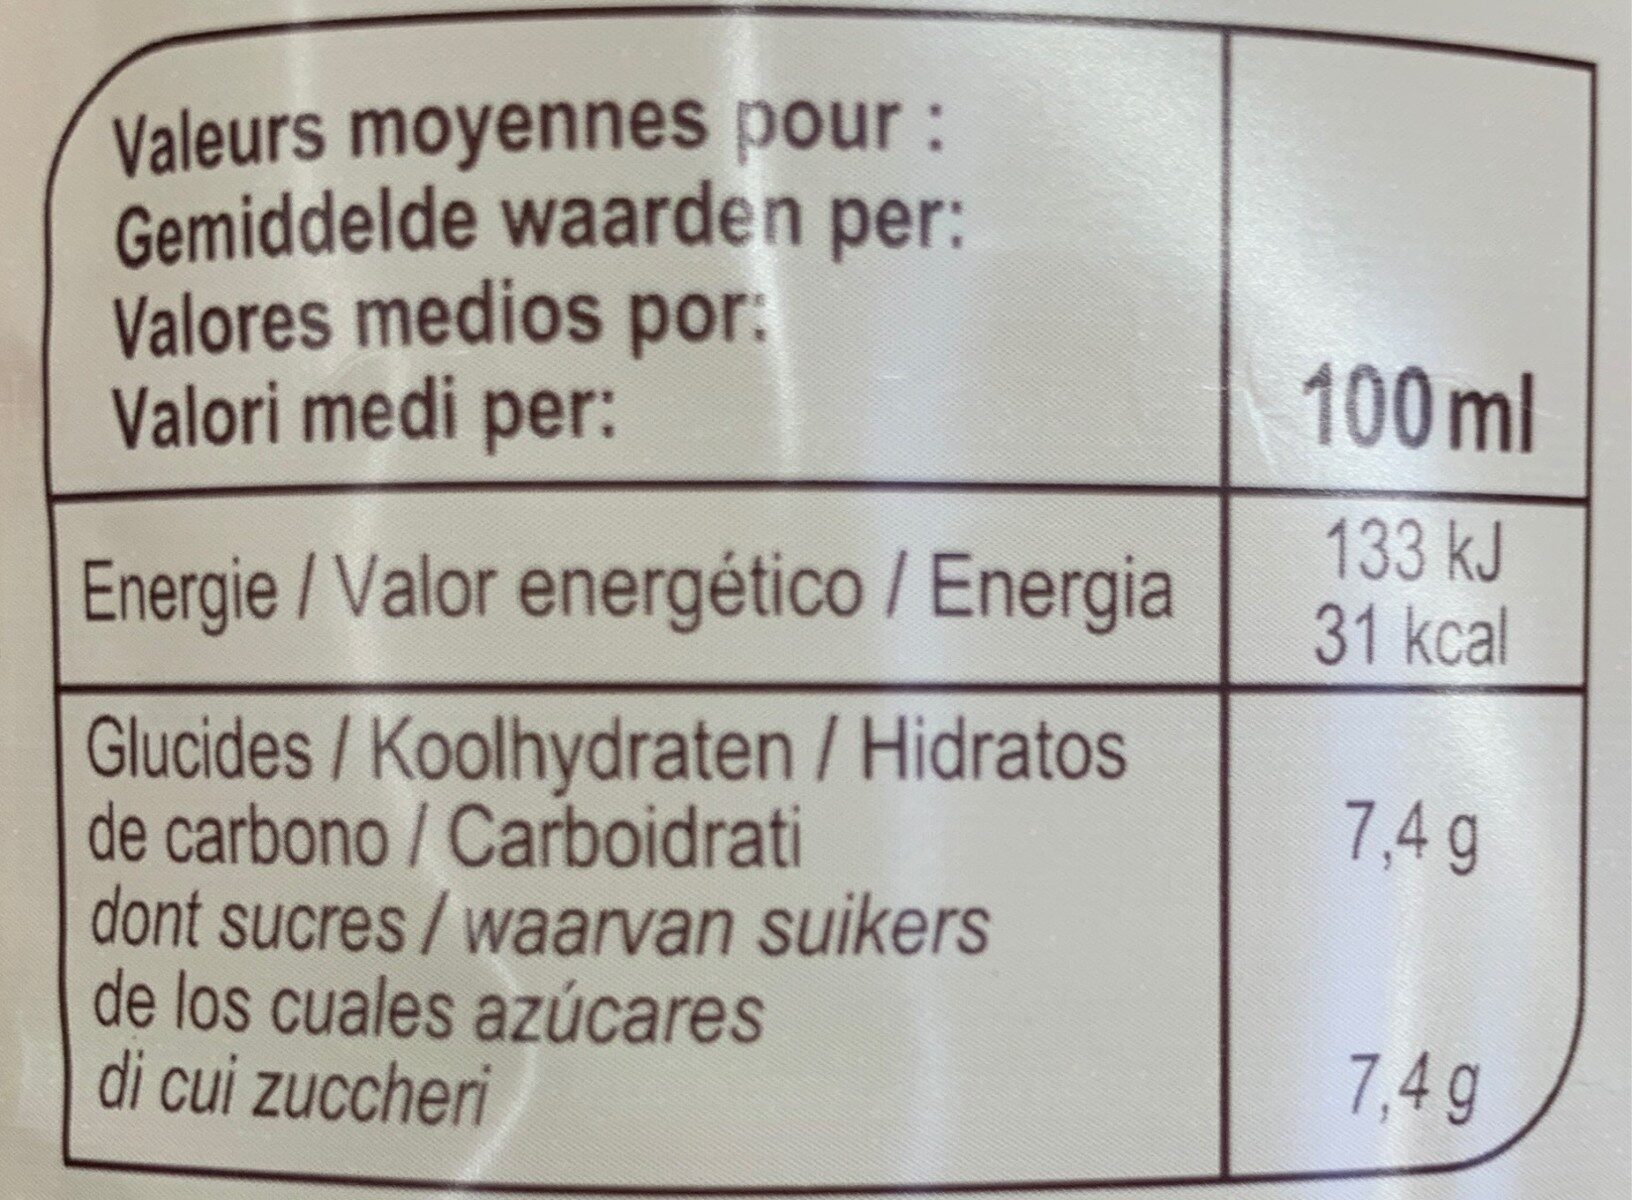 Valeurs moyennes pour :
Gemiddelde waarden per:
Valores medios por:
Valori medi per:
100 ml
Energie / Valor energético / Energia
133 kJ
31 kcal
Glucides / Koolhydraten / Hidratos
de carbono / Carboidrati
7,4 g
dont sucres / waarvan suikers
de los cuales azúcares
di cui zuccheri
7,4 g